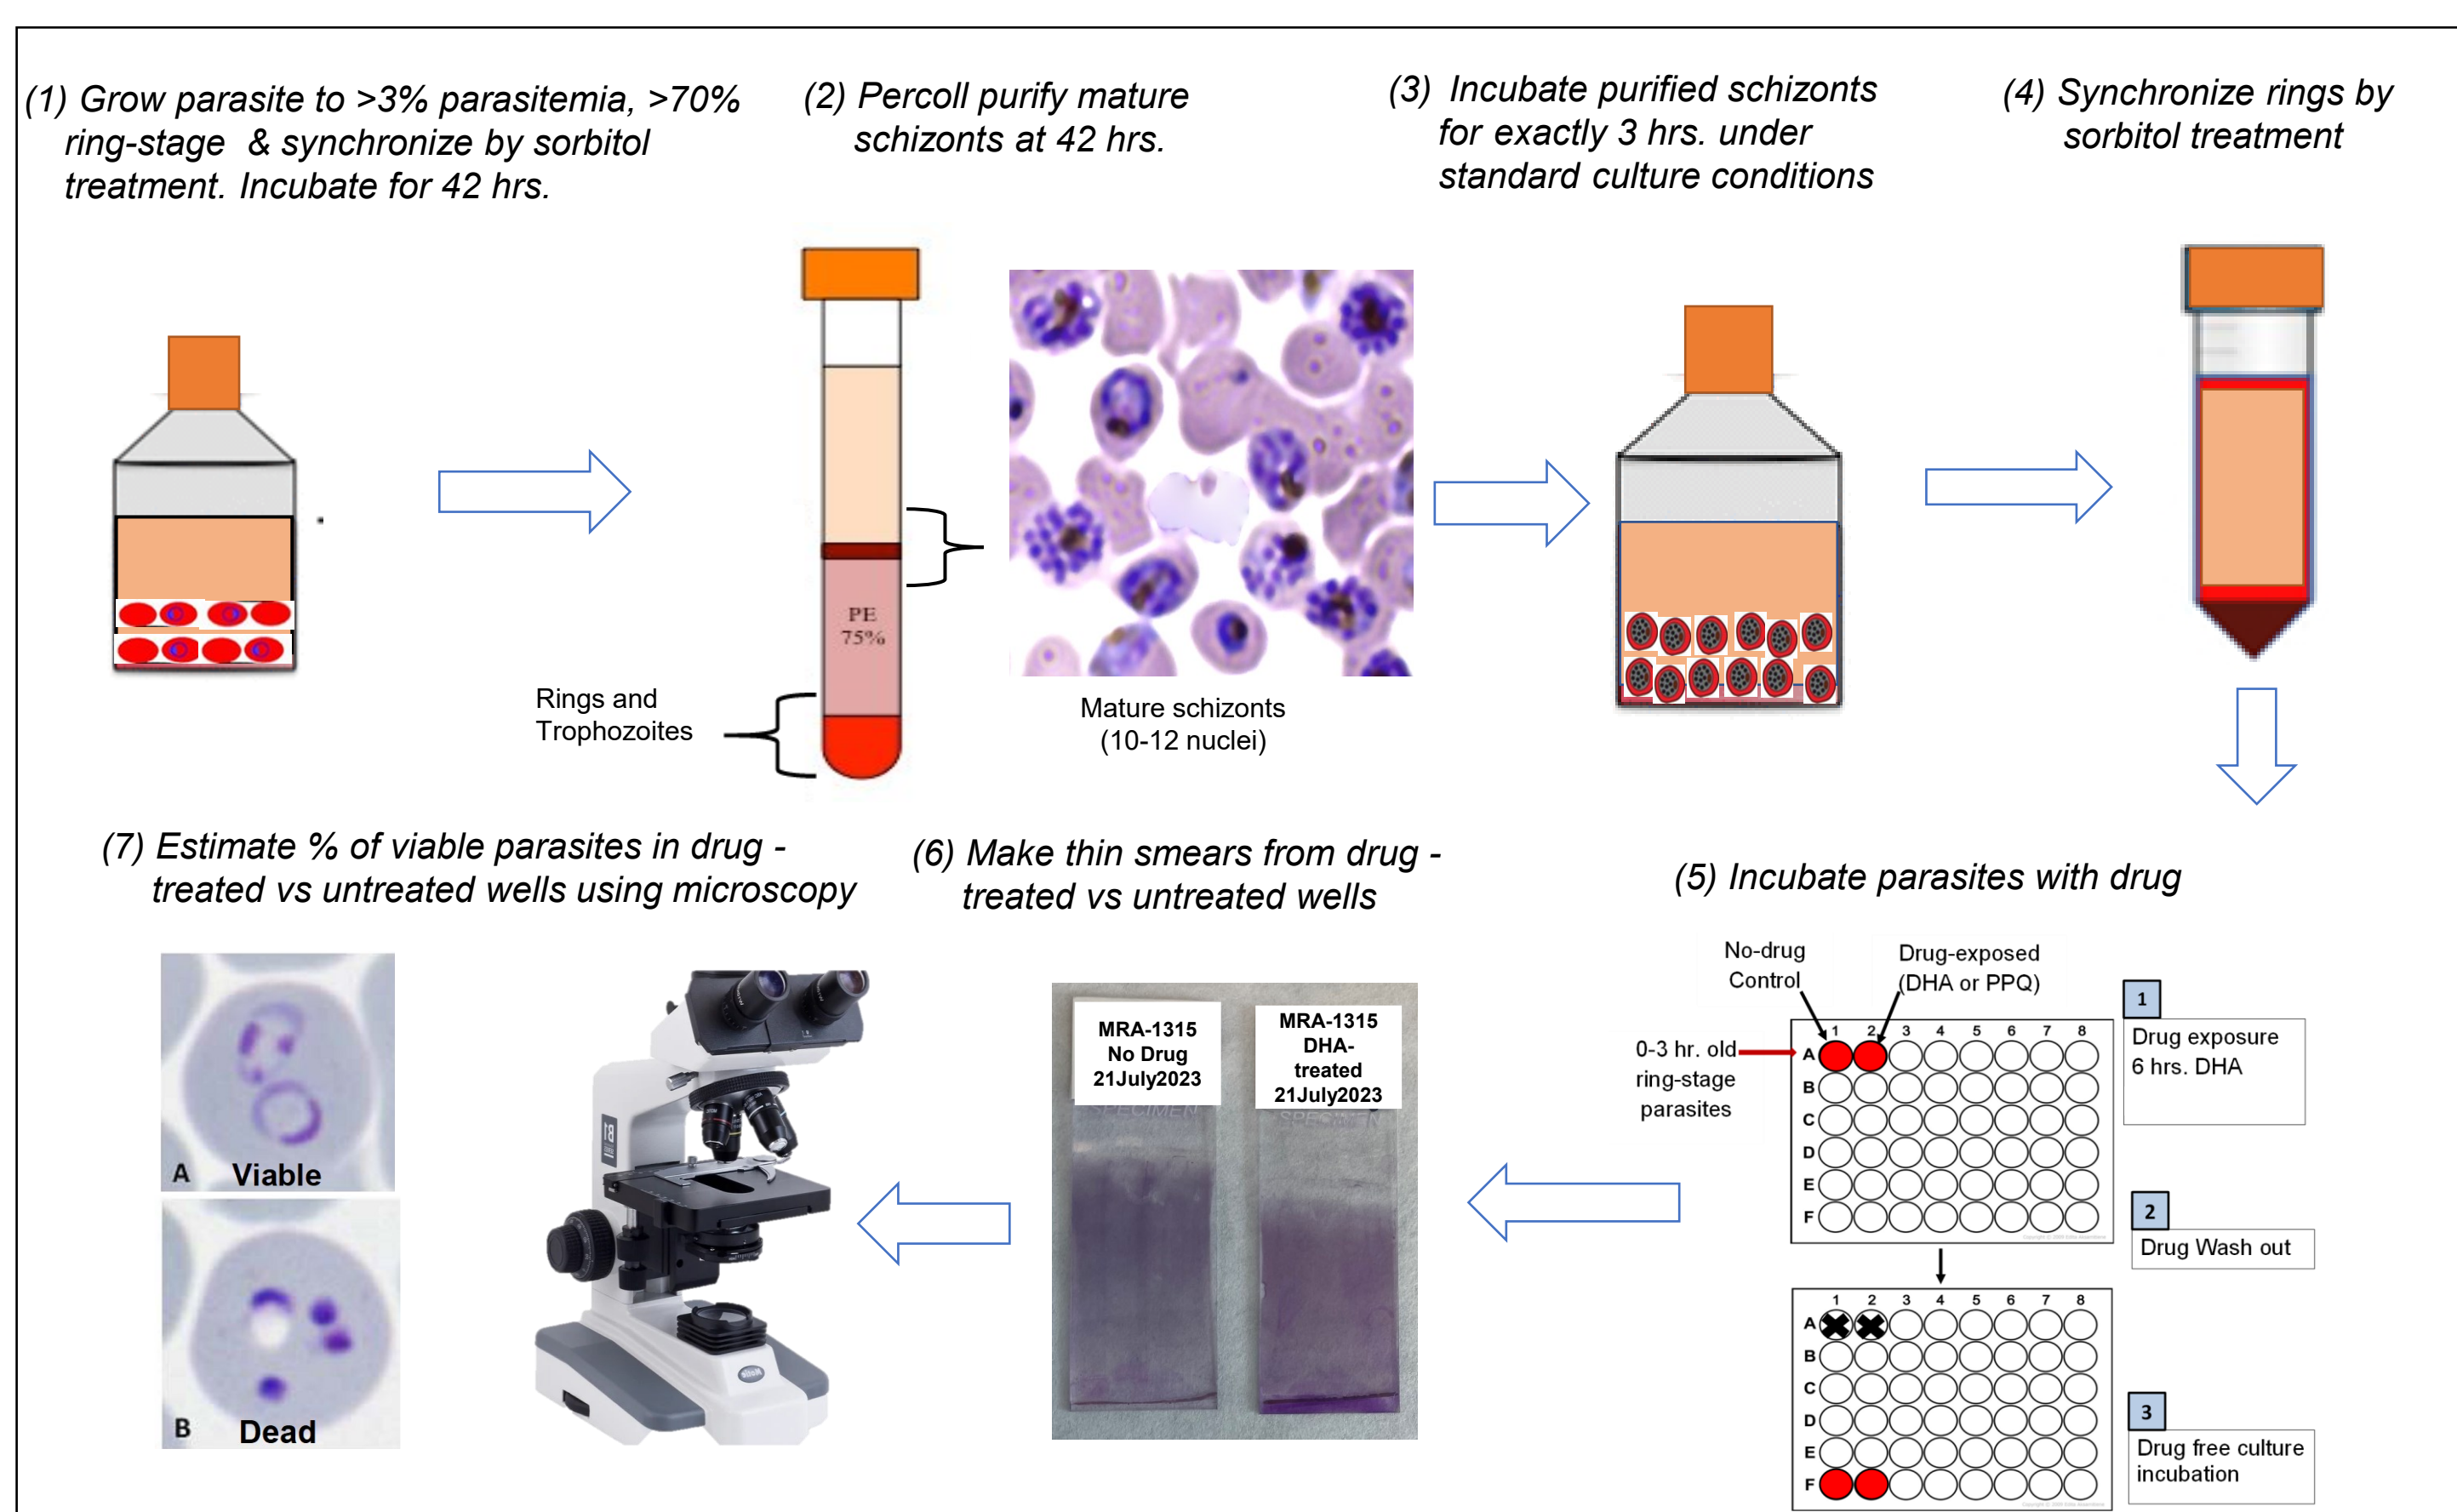 (1) Grow parasite to >3% parasitemia, >70%
ring-stage & synchronize by sorbitol
treatment. Incubate for 42 hrs.
(2) Percoll purify mature
schizonts at 42 hrs.
(3) Incubate purified schizonts
for exactly 3 hrs. under
standard culture conditions
(4) Synchronize rings by
sorbitol treatment
PE
75%
Rings and
Trophozoites
Mature schizonts
(10-12 nuclei)
(5) Incubate parasites with drug
No-drug
Control
Drug-exposed
(DHA or PPQ)
0-3 hr. old
ring-stage
parasites
1 2 3 4 5 6 7 8
A
B
C
D
E
F
1
Drug exposure
6 hrs. DHA
2
Drug Wash out
1 2 3 4 5 6 7 8
A
B
C
D
E
F
3
Drug free culture
incubation
(6) Make thin smears from drug -
treated vs untreated wells
MRA-1315
No Drug
21July2023
SPECIMEN
MRA-1315
DHA-
treated
21July2023
SPECIMEN
(7) Estimate % of viable parasites in drug -
treated vs untreated wells using microscopy
A Viable
B Dead